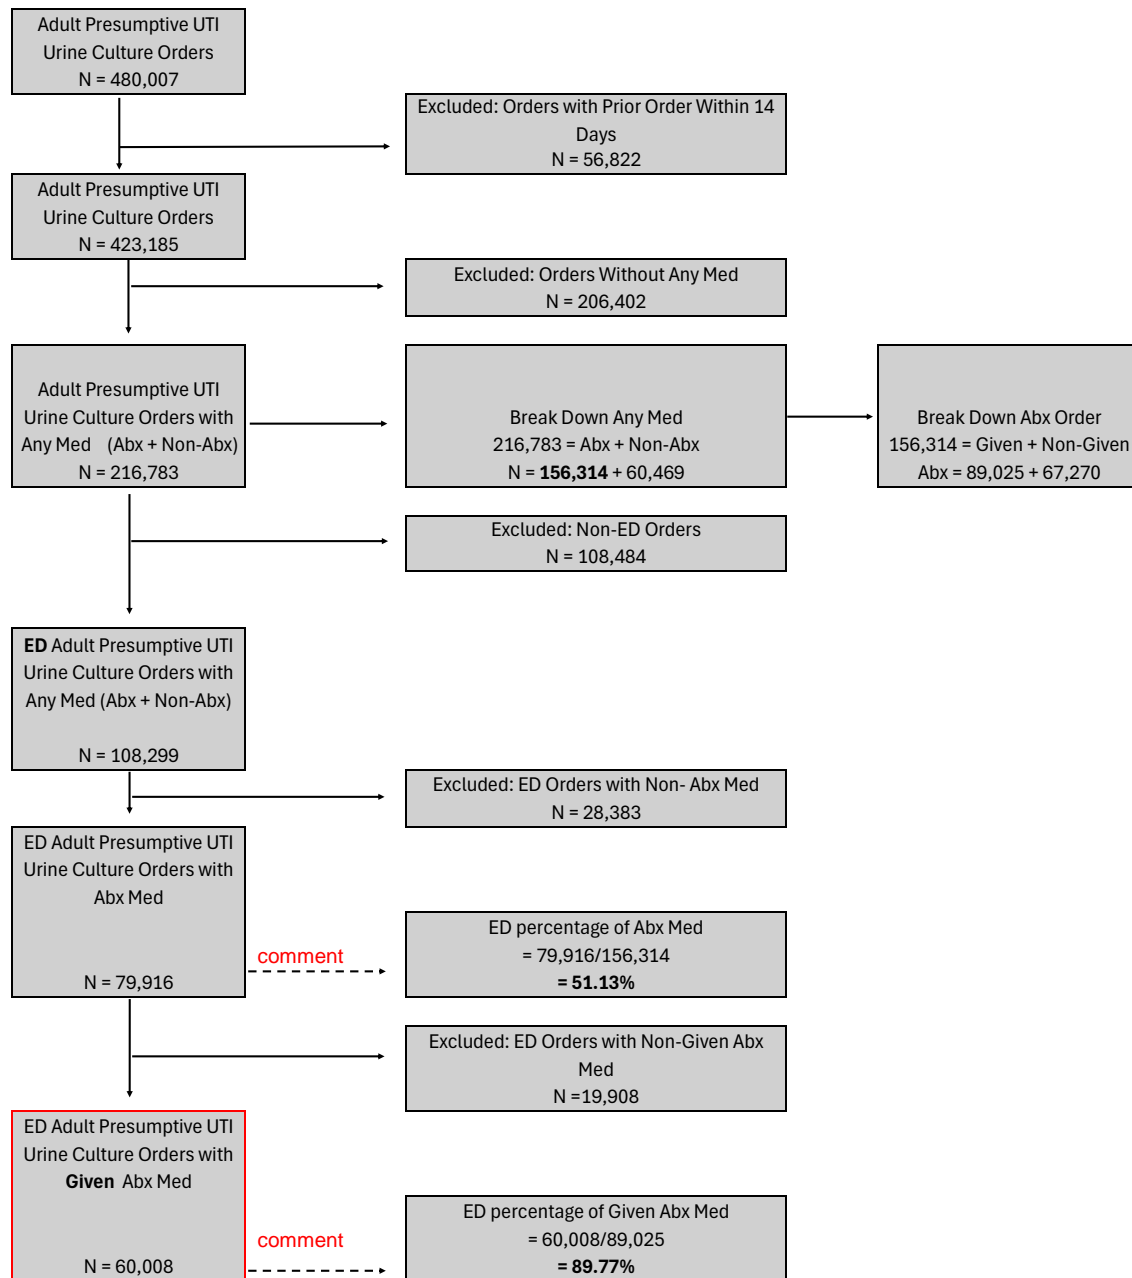 Adult Presumptive UTI
Urine Culture Orders
N = 480,007
Excluded: Orders with Prior Order Within 14
Days
N = 56,822
Adult Presumptive UTI
Urine Culture Orders
N = 423,185
Excluded: Orders Without Any Med
N = 206,402
Adult Presumptive UTI
Urine Culture Orders with
Any Med (Abx + Non-Abx)
N = 216,783
Break Down Any Med
216,783 = Abx + Non-Abx
N = 156,314 + 60,469
Break Down Abx Order
156,314 = Given + Non-Given
Abx = 89,025 + 67,270
Excluded: Non-ED Orders
N = 108,484
ED Adult Presumptive UTI
Urine Culture Orders with
Any Med (Abx + Non-Abx)
N = 108,299
Excluded: ED Orders with Non- Abx Med
N = 28,383
ED Adult Presumptive UTI
Urine Culture Orders with
Abx Med
N = 79,916
comment
ED percentage of Abx Med
= 79,916/156,314
= 51.13%
Excluded: ED Orders with Non-Given Abx
Med
N =19,908
ED Adult Presumptive UTI
Urine Culture Orders with
Given Abx Med
N = 60,008
comment
ED percentage of Given Abx Med
= 60,008/89,025
= 89.77%